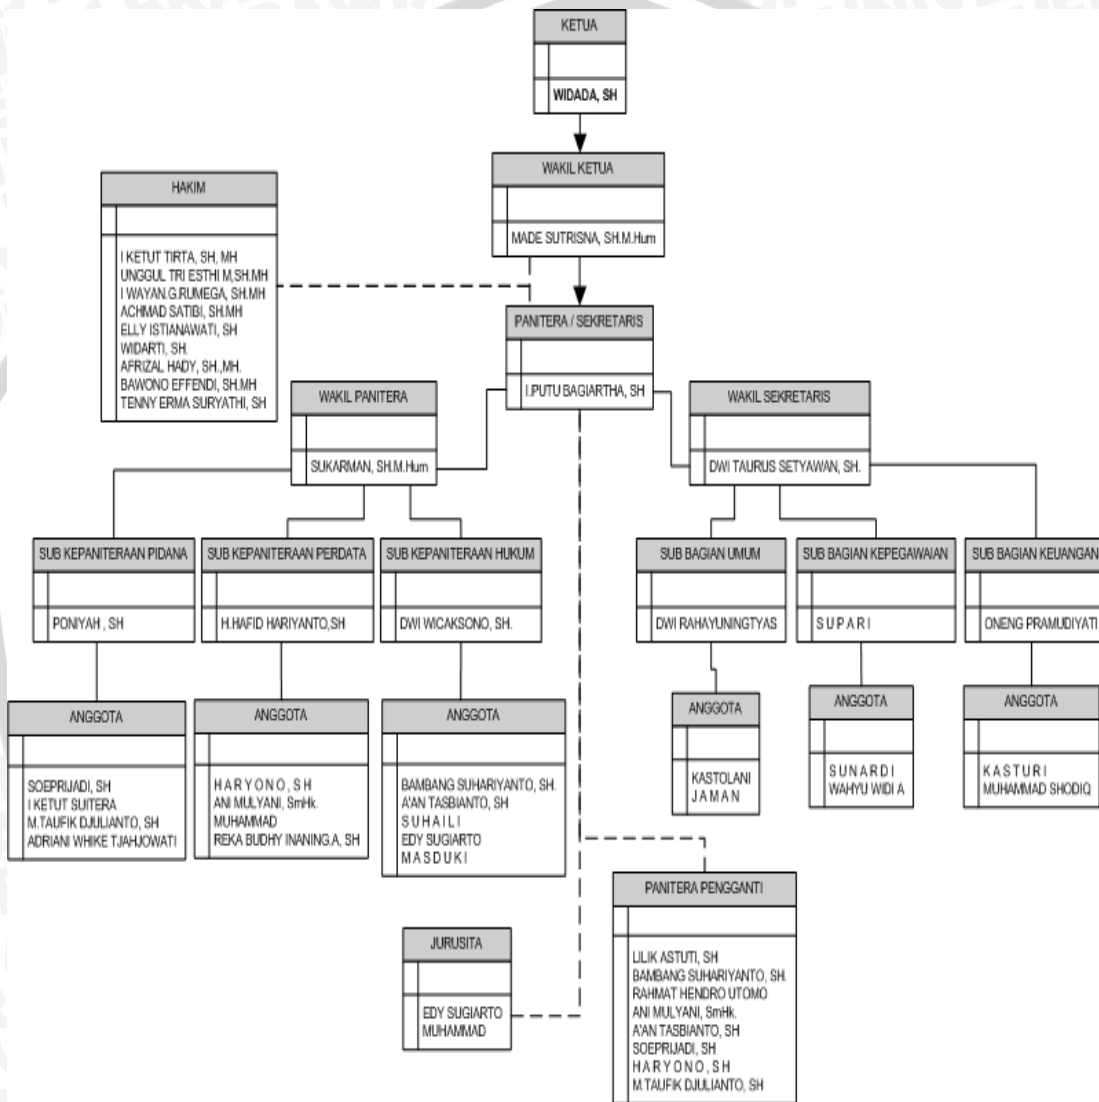 KETUA
WIDADA, SH
WAKIL KETUA
MADE SUTRISNA, SH.M.Hum
HAKIM
I KETUT TIRTA, SH, MH
UNGGUL TRI ESTHI M,SH.MH
I WAYAN.G.RUMEGA, SH.MH
ACHMAD SATIBI, SH.MH
ELLY ISTIANAWATI, SH
WIDARTI, SH.
AFRIZAL HADY, SH.,MH.
BAWONO EFFENDI, SH.MH
TENNY ERMA SURYATHI, SH
PANITERA / SEKRETARIS
I.PUTU BAGIARTHA, SH
WAKIL PANITERA
SUKARMAN, SH.M.Hum
WAKIL SEKRETARIS
DWI TAURUS SETYAWAN, SH.
SUB KEPANITERAAN PIDANA
PONIYAH , SH
SUB KEPANITERAAN PERDATA
H.HAFID HARIYANTO,SH
SUB KEPANITERAAN HUKUM
DWI WICAKSONO, SH.
SUB BAGIAN UMUM
DWI RAHAYUNINGTYAS
SUB BAGIAN KEPEGAWAIAN
S U P A R I
SUB BAGIAN KEUANGAN
ONENG PRAMUDIYATI
ANGGOTA
SOEPRIJADI, SH
I KETUT SUITERA
M.TAUFIK DJULIANTO, SH
ADRIANI WHIKE TJAHJOWATI
ANGGOTA
H A R Y O N O , S H
ANI MULYANI, SmHk.
MUHAMMAD
REKA BUDHY INANING.A, SH
ANGGOTA
BAMBANG SUHARIYANTO, SH.
A'AN TASBIANTO, SH
S U H A I L I
EDY SUGIARTO
M A S D U K I
ANGGOTA
KASTOLANI
J A M A N
ANGGOTA
S U N A R D I
WAHYU WIDI A
ANGGOTA
K A S T U R I
MUHAMMAD SHODIQ
PANITERA PENGGANTI
LILIK ASTUTI, SH
BAMBANG SUHARIYANTO, SH.
RAHMAT HENDRO UTOMO
ANI MULYANI, SmHk.
A'AN TASBIANTO, SH
SOEPRIJADI, SH
H A R Y O N O , S H
M.TAUFIK DJULIANTO, SH
JURUSITA
EDY SUGIARTO
MUHAMMAD